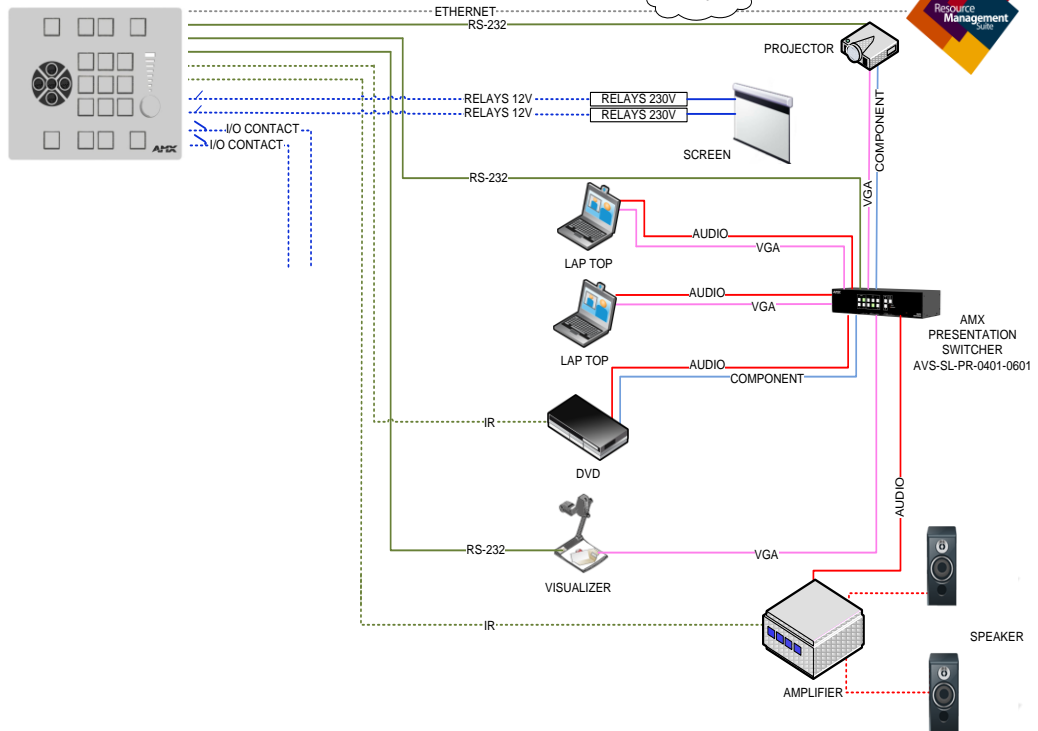 ETHERNET
RS-232
Resource
Management
Suite
PROJECTOR
RELAYS 12V
RELAYS 230V
RELAYS 12V
RELAYS 230V
I/O CONTACT
I/O CONTACT
AMX
COMPONENT
SCREEN
RS-232
VGA
AUDIO
VGA
LAP TOP
AUDIO
VGA
AMX
PRESENTATION
SWITCHER
AVS-SL-PR-0401-0601
LAP TOP
AUDIO
COMPONENT
IR
DVD
AUDIO
RS-232
VGA
VISUALIZER
IR
SPEAKER
AMPLIFIER